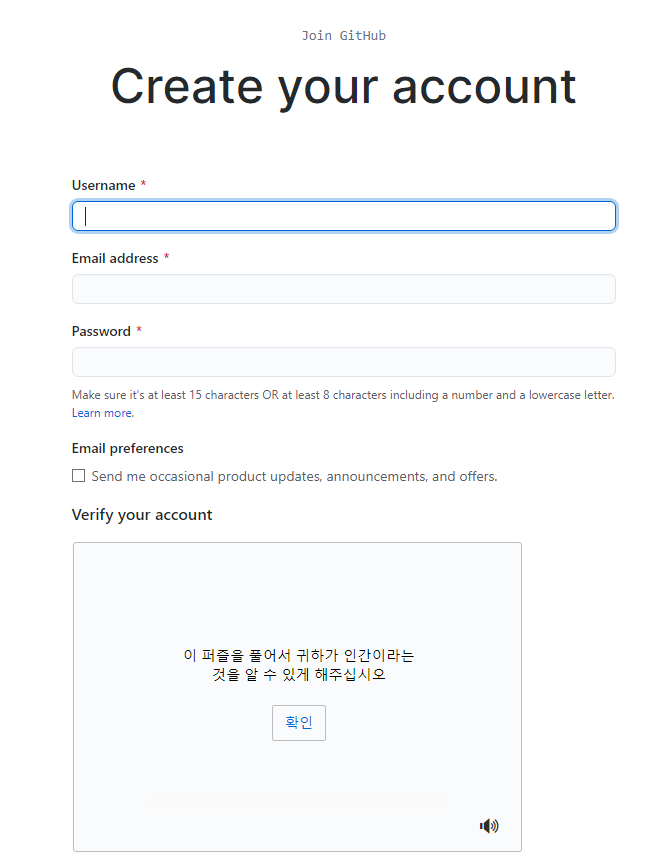 Join GitHub
Create your account
Username *
Email address *
Password *
Make sure it's at least 15 characters OR at least 8 characters including a number and a lowercase letter.
Learn more.
Email preferences
Send me occasional product updates, announcements, and offers.
Verify your account
이 퍼즐을 풀어서 귀하가 인간이라는
것을 알 수 있게 해주십시오
확인